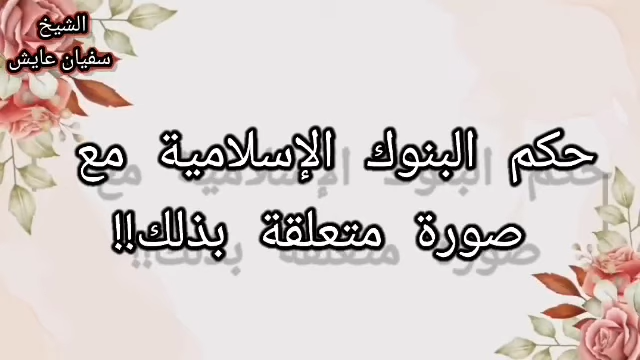 الشيخ
سفيان عايش
حكم البنوك الإسلامية مع
صورة متعلقة بذلك!!